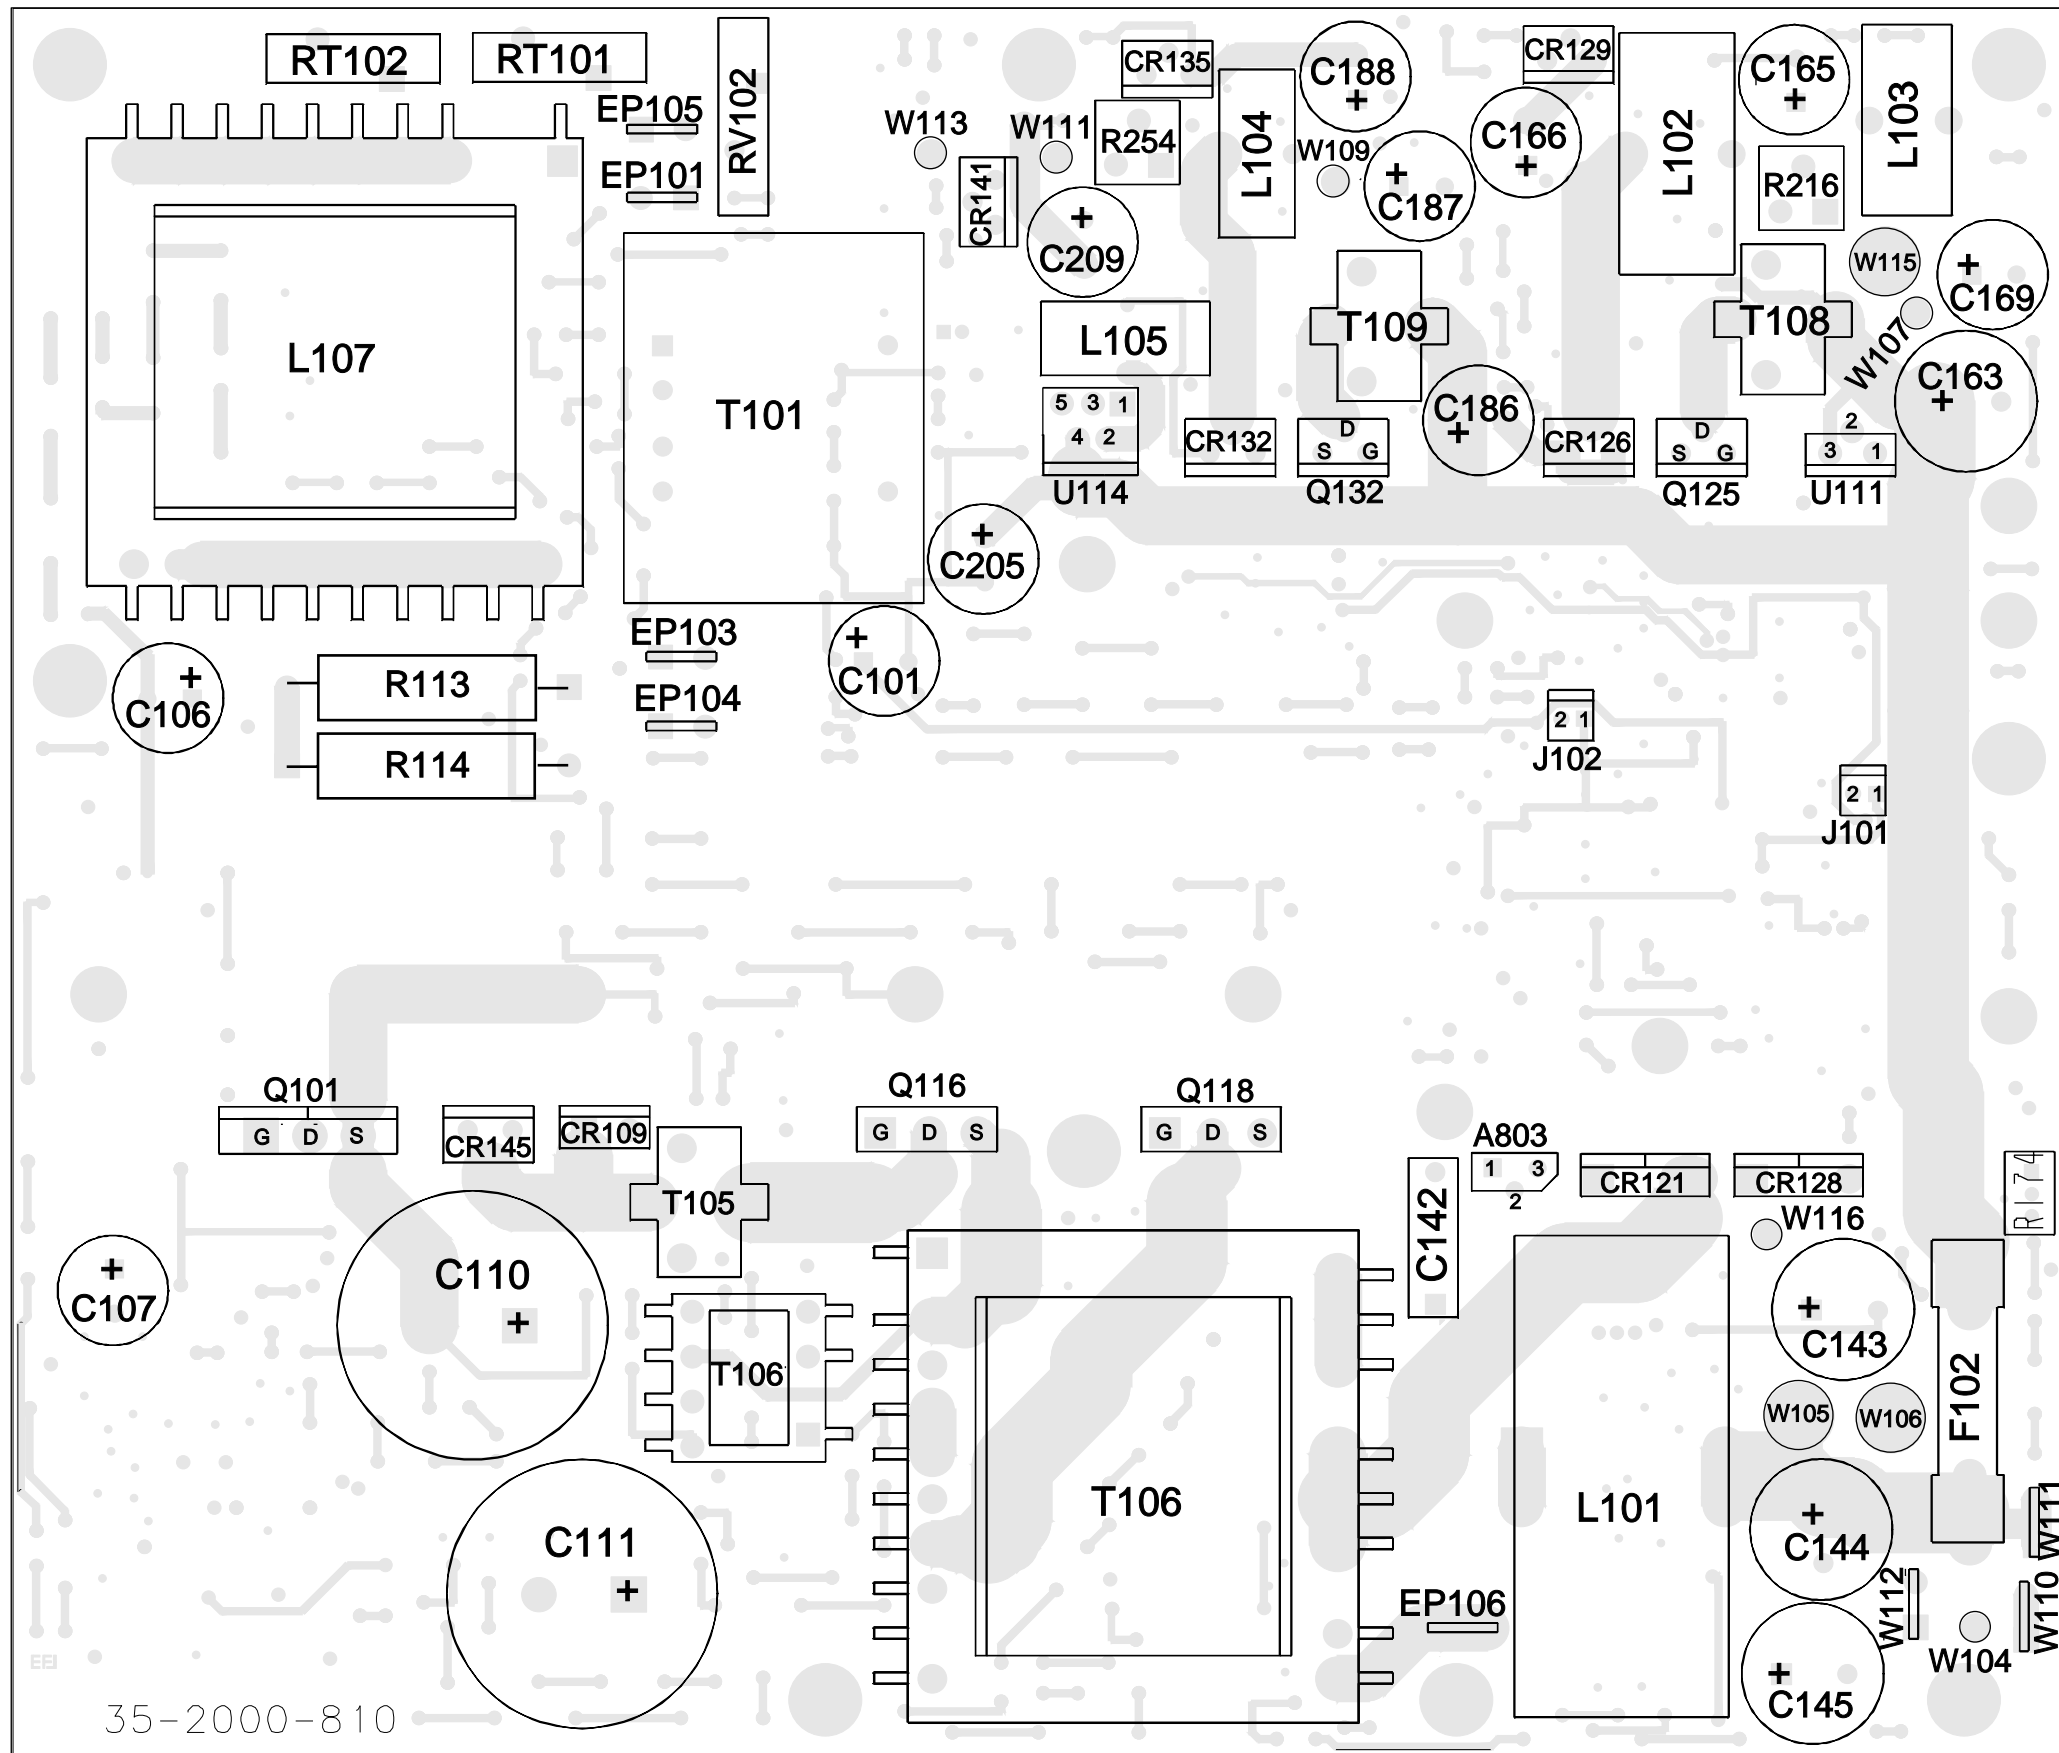 RT102
RT101
RV102
EP105
EP101
W113
W111
CR135
R254
L104
C188
W109
C187
C166
CR129
L102
C165
R216
L103
CR141
C209
W115
C169
W107
C163
L107
T101
L105
T109
T108
C186
5 3 1
4 2
U114
CR132
D
S G
Q132
CR126
D
S G
Q125
2
3 1
U111
C205
EP103
EP104
C101
C106
R113
R114
2 1
J102
2 1
J101
Q101
G D S
CR145
CR109
Q116
G D S
Q118
G D S
T105
A803
1 3
2
C142
CR121
CR128
R174
W116
C107
C110
T106
C143
F102
W105
W106
C111
T106
L101
C144
W111
EP106
W112
W110
W104
C145
EFJ
35-2000-810